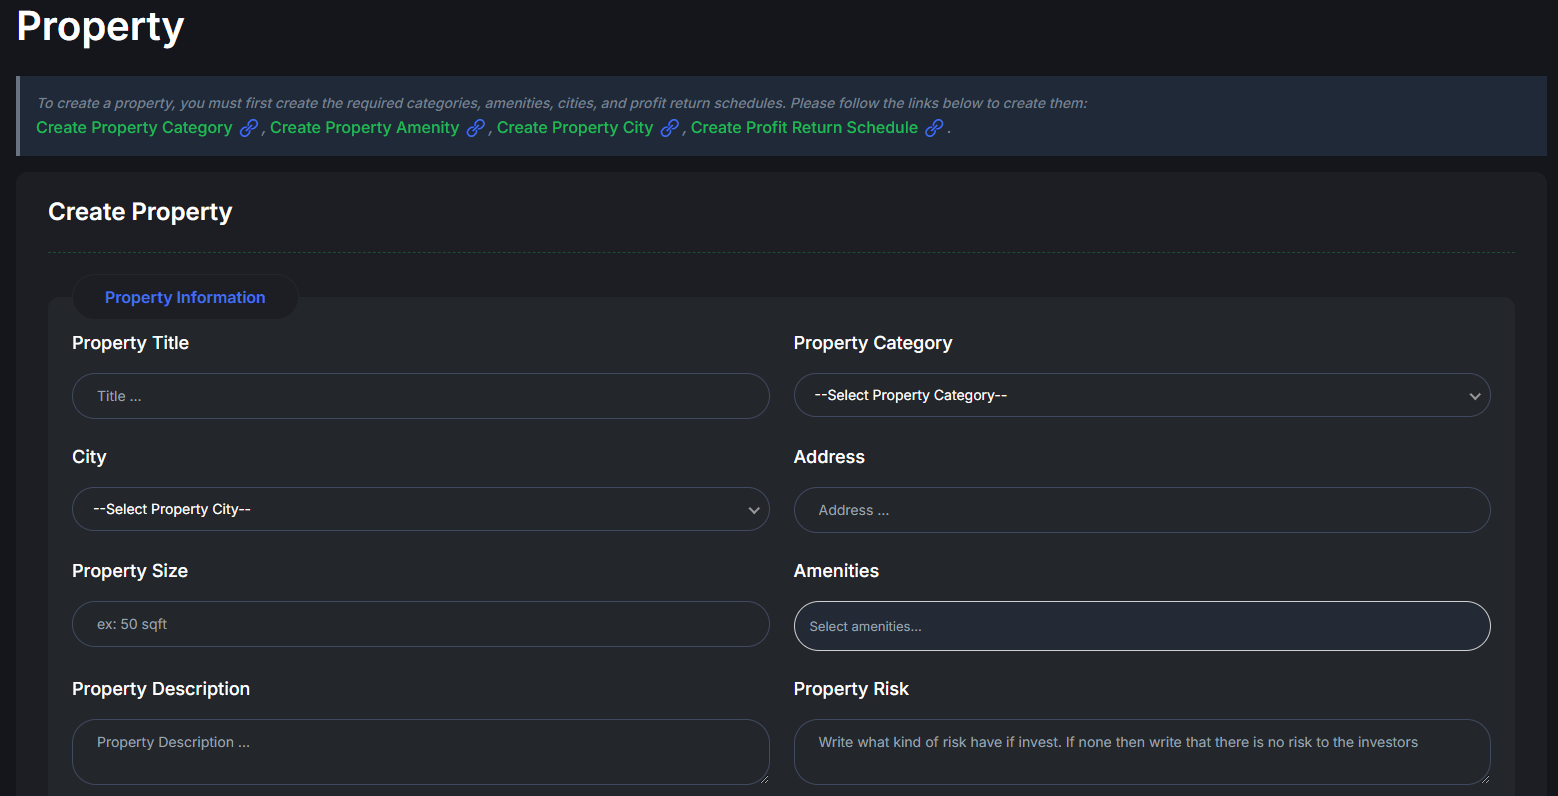 Property
To create a property, you must first create the required categories, amenities, cities, and profit return schedules. Please follow the links below to create them:
Create Property Category , Create Property Amenity , Create Property City , Create Profit Return Schedule .
Create Property
Property Information
Property Title
Property Category
Title ...
--Select Property Category--
City
Address
--Select Property City--
Address ...
Property Size
Amenities
ex: 50 sqft
Select amenities...
Property Description
Property Risk
Property Description ...
Write what kind of risk have if invest. If none then write that there is no risk to the investors